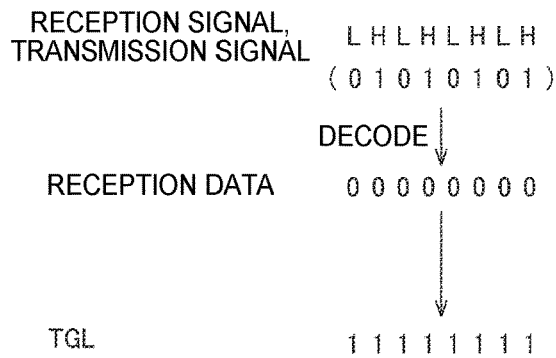 RECEPTION SIGNAL,
TRANSMISSION SIGNAL
L H L H L H L H
( 0 1 0 1 0 1 0 1 )
DECODE
RECEPTION DATA 0 0 0 0 0 0 0 0
TGL 1 1 1 1 1 1 1 1